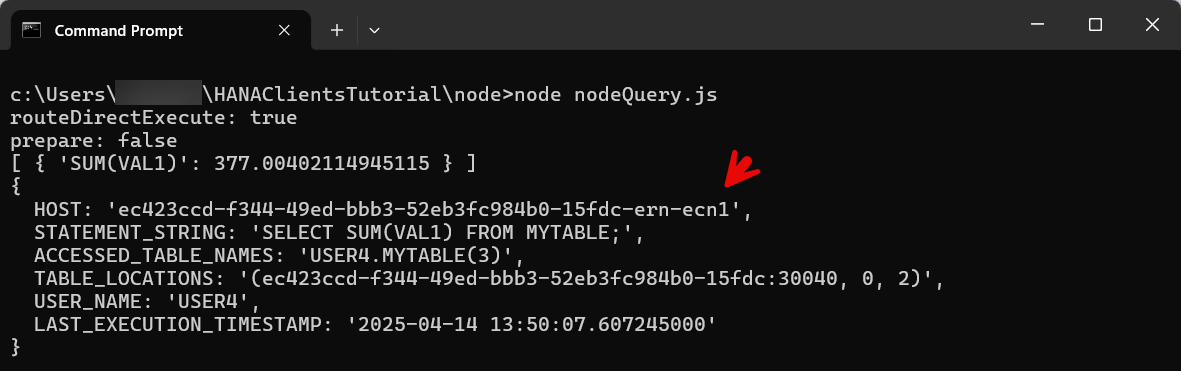 Command Prompt
c:\Users\ \HANAClientsTutorial\node>node nodeQuery.js
routeDirectExecute: true
prepare: false
[ { 'SUM(VAL1)': 377.00402114945115 } ]
{
  HOST: 'ec423ccd-f344-49ed-bbb3-52eb3fc984b0-15fdc-ern-ecn1',
  STATEMENT_STRING: 'SELECT SUM(VAL1) FROM MYTABLE;',
  ACCESSED_TABLE_NAMES: 'USER4.MYTABLE(3)',
  TABLE_LOCATIONS: '(ec423ccd-f344-49ed-bbb3-52eb3fc984b0-15fdc:30040, 0, 2)',
  USER_NAME: 'USER4',
  LAST_EXECUTION_TIMESTAMP: '2025-04-14 13:50:07.607245000'
}